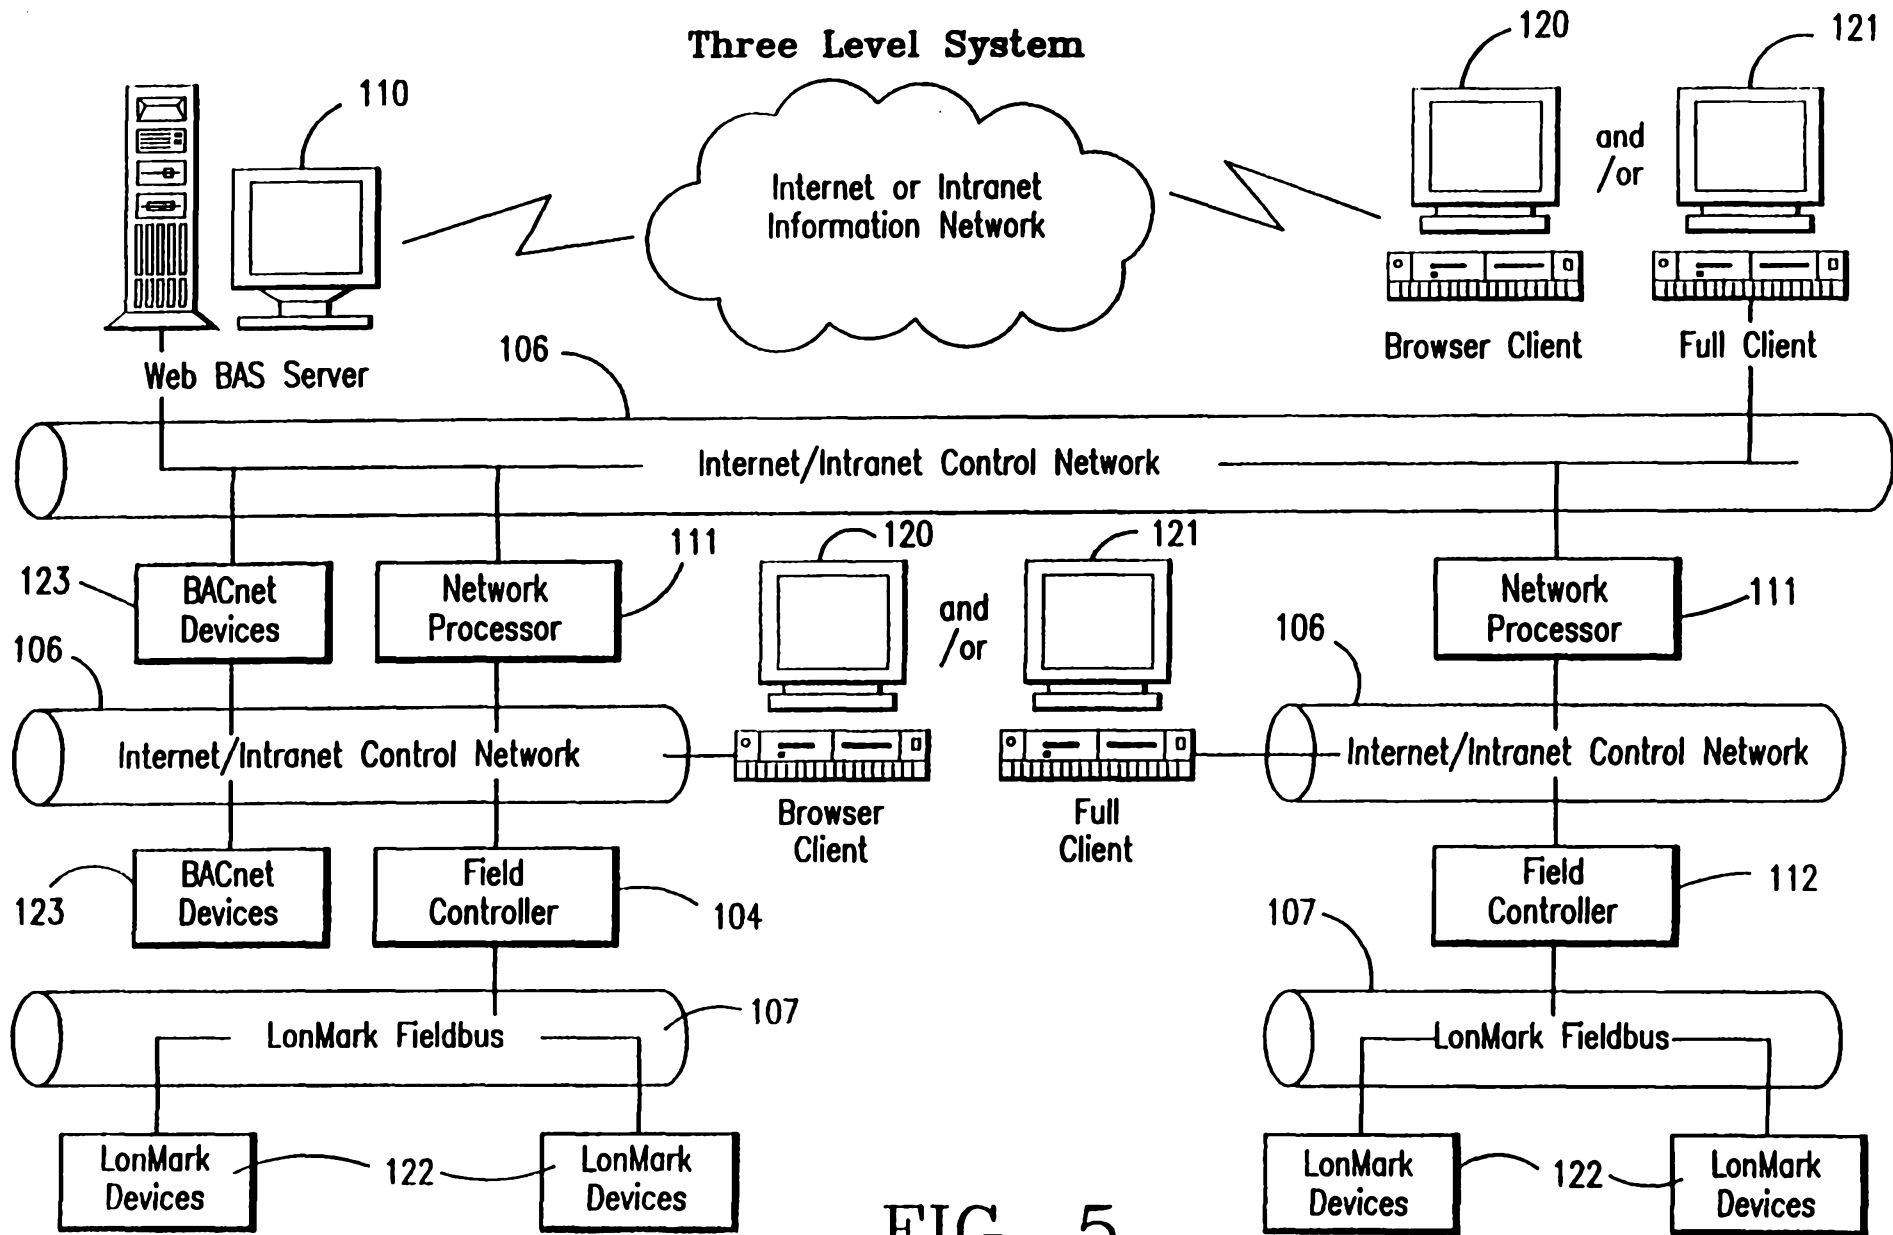 Three Level System
110
120
121
Internet or Intranet
Information Network
and
/or
106
Web BAS Server
Browser Client
Full Client
Internet/Intranet Control Network
123
BACnet
Devices
Network
Processor
111
120
and
/or
121
Network
Processor
111
106
106
Internet/Intranet Control Network
Internet/Intranet Control Network
Browser
Client
Full
Client
123
BACnet
Devices
Field
Controller
104
Field
Controller
112
107
LonMark Fieldbus
107
LonMark Fieldbus
LonMark
Devices
122
LonMark
Devices
LonMark
Devices
122
LonMark
Devices
FIG. 5